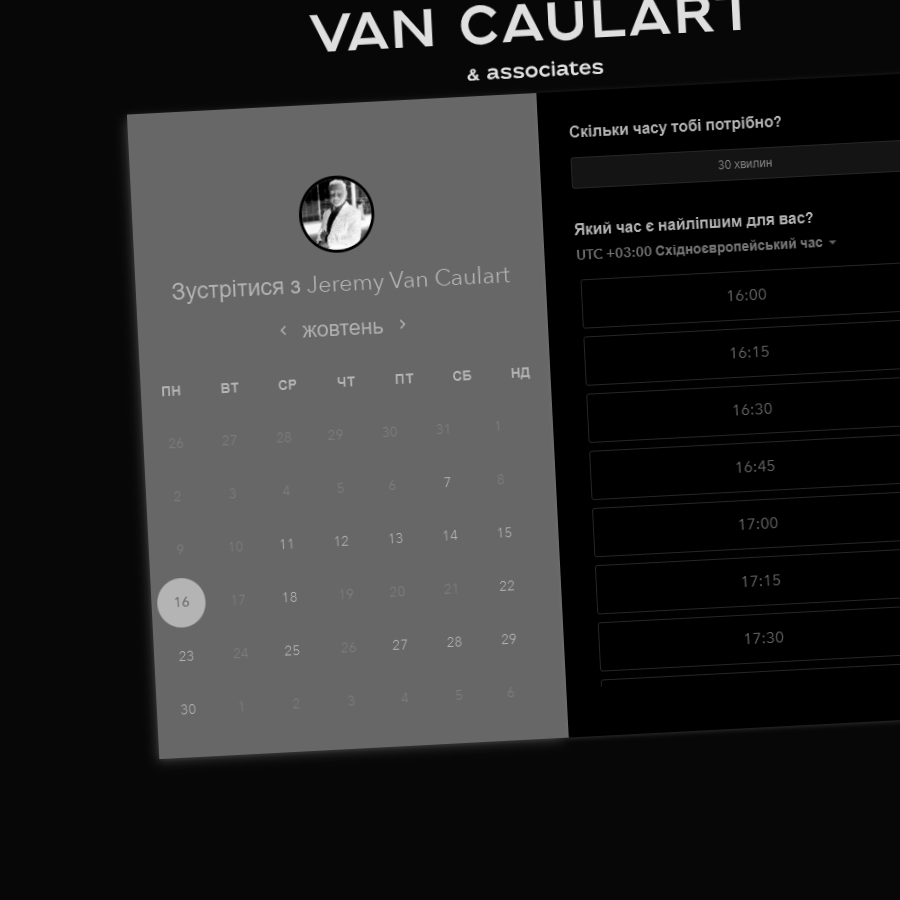 VAN CAULART
& associates
Зустрітися з Jeremy Van Caulart
жовтень
ПН ВТ СР ЧТ ПТ СБ НД
26 27 28 29 30 31 1
2 3 4 5 6 7 8
9 10 11 12 13 14 15
16 17 18 19 20 21 22
23 24 25 26 27 28 29
30 1 2 3 4 5 6
Скільки часу тобі потрібно?
30 хвилин
Який час є найліпшим для вас?
UTC +03:00 Східноєвропейський час
16:00
16:15
16:30
16:45
17:00
17:15
17:30